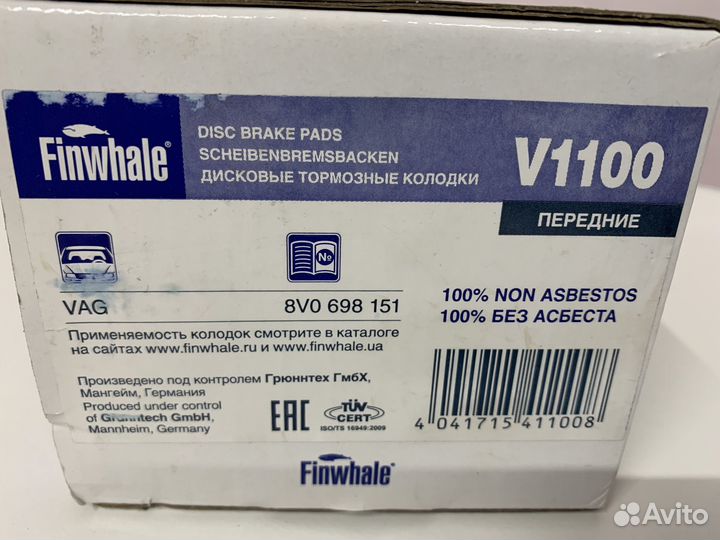 Finwhale®
DISC BRAKE PADS
SCHEIBENBREMSBACKEN
ДИСКОВЫЕ ТОРМОЗНЫЕ КОЛОДКИ
V1100
ПЕРЕДНИЕ
№
VAG 8V0 698 151
100% NON ASBESTOS
100% БЕЗ АСБЕСТА
Применяемость колодок смотрите в каталоге
на сайтах www.finwhale.ru и www.finwhale.ua
Произведено под контролем Грюннтех ГмбХ,
Мангейм, Германия
Produced under control
of Grünntech GmbH,
Mannheim, Germany
EAC
TÜV
CERT
ISO/TS 16949:2009
4 041715 411008
Finwhale®
Avito